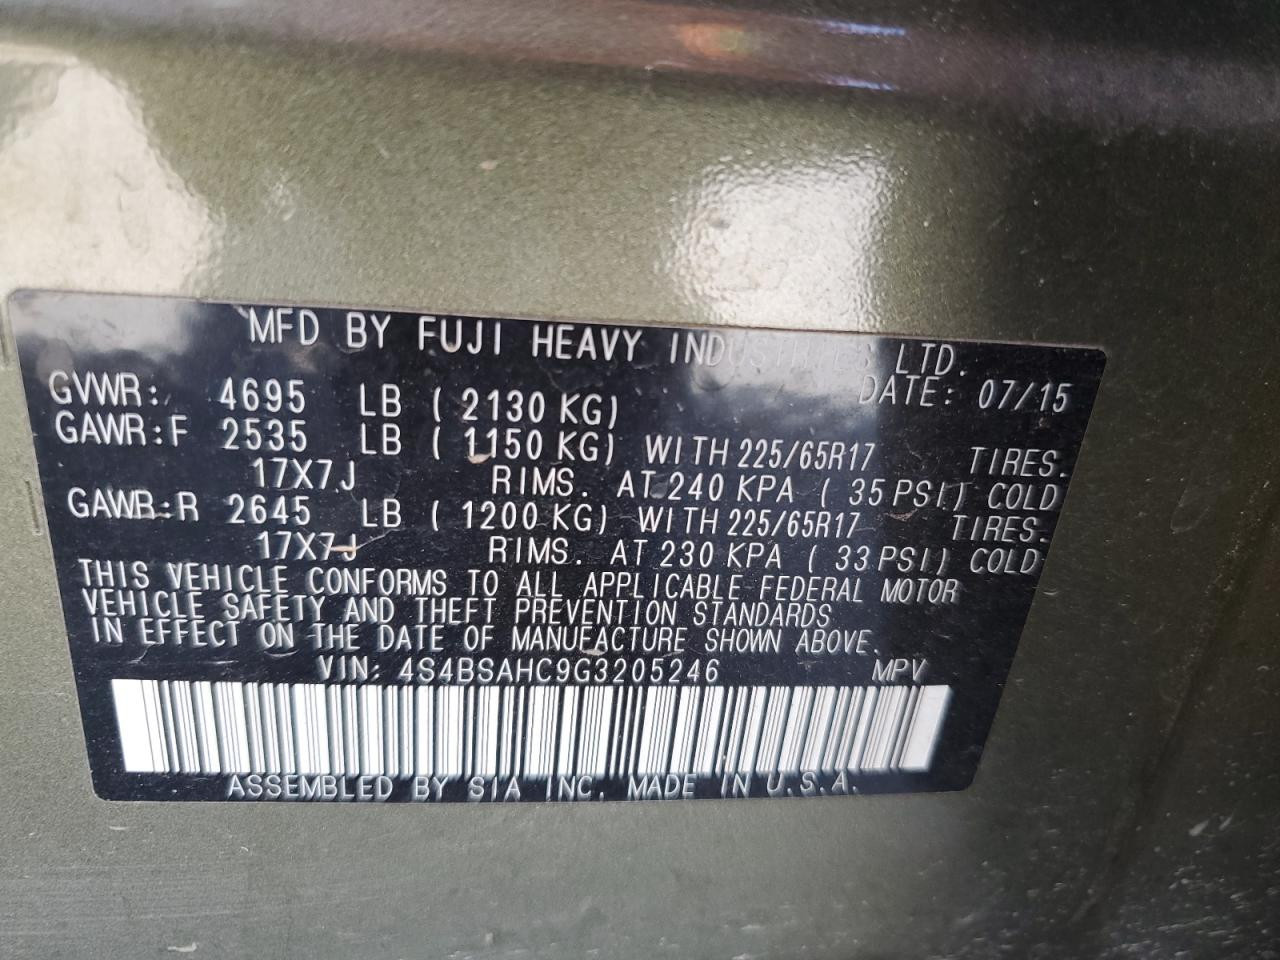 MFD BY FUJI HEAVY INDUSTRIES LTD.
DATE: 07/15
GVWR: 4695 LB ( 2130 KG)
GAWR:F 2535 LB ( 1150 KG) WITH 225/65R17 TIRES.
17X7J RIMS. AT 240 KPA ( 35 PSI) COLD
GAWR:R 2645 LB ( 1200 KG) WITH 225/65R17 TIRES.
17X7J RIMS. AT 230 KPA ( 33 PSI) COLD
THIS VEHICLE CONFORMS TO ALL APPLICABLE FEDERAL MOTOR
VEHICLE SAFETY AND THEFT PREVENTION STANDARDS
IN EFFECT ON THE DATE OF MANUFACTURE SHOWN ABOVE.
VIN: 4S4BSAHC9G3205246 MPV
ASSEMBLED BY SIA INC. MADE IN U.S.A.